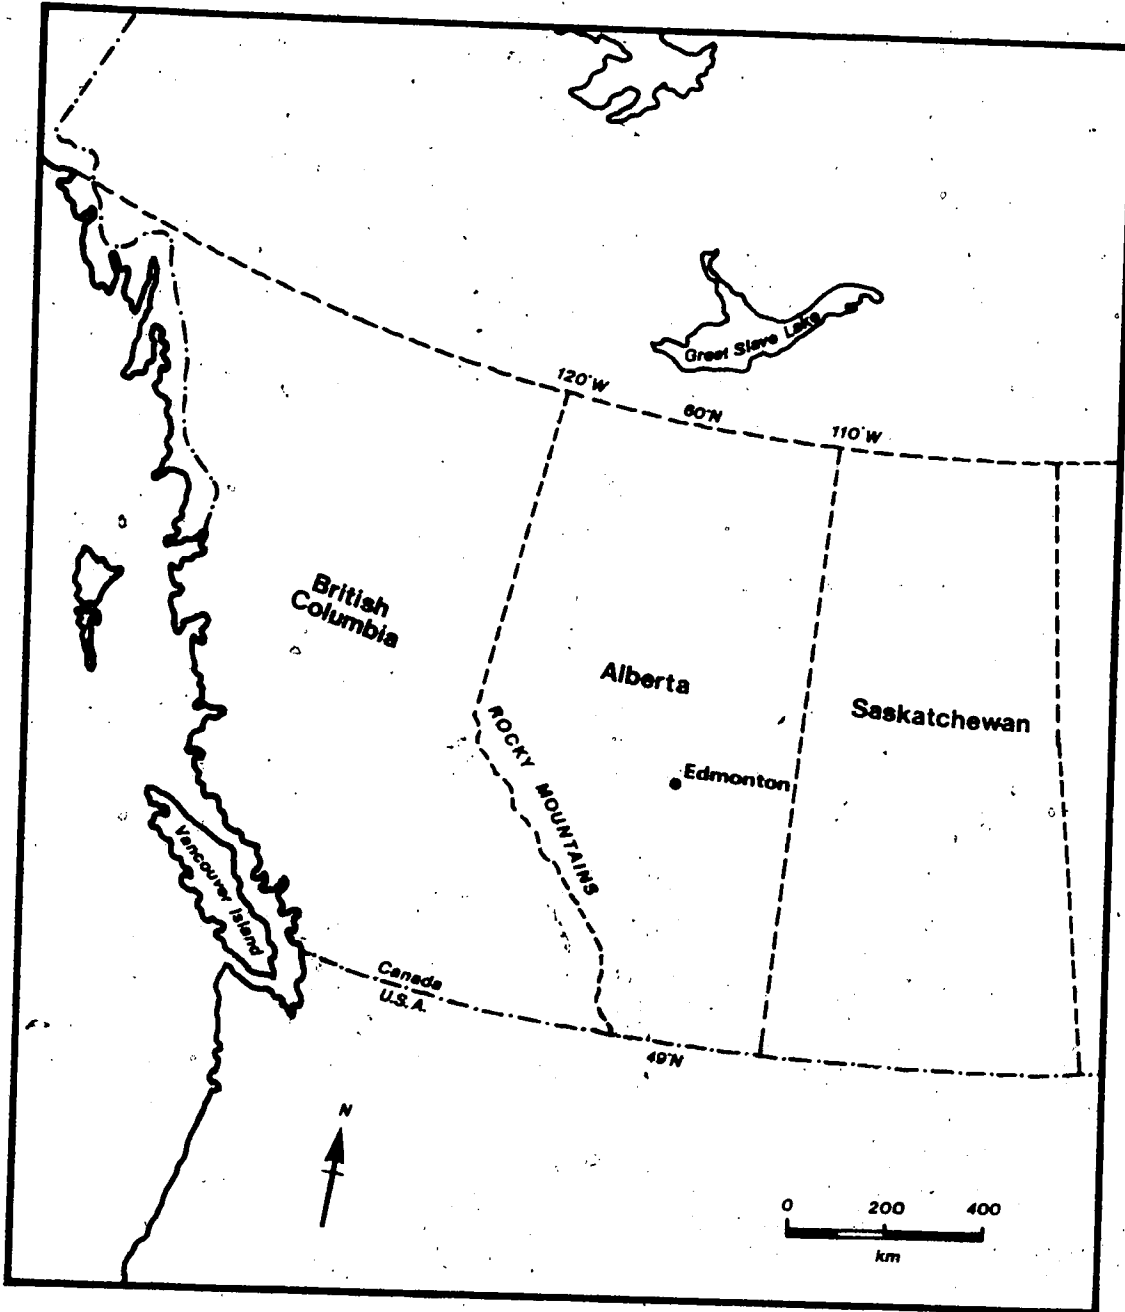 Great Slave Lake
120°W
60°N
110°W
British
Columbia
Alberta
Saskatchewan
ROCKY MOUNTAINS
Edmonton
Vancouver Island
Canada
U.S.A.
49°N
N
0 200 400
km